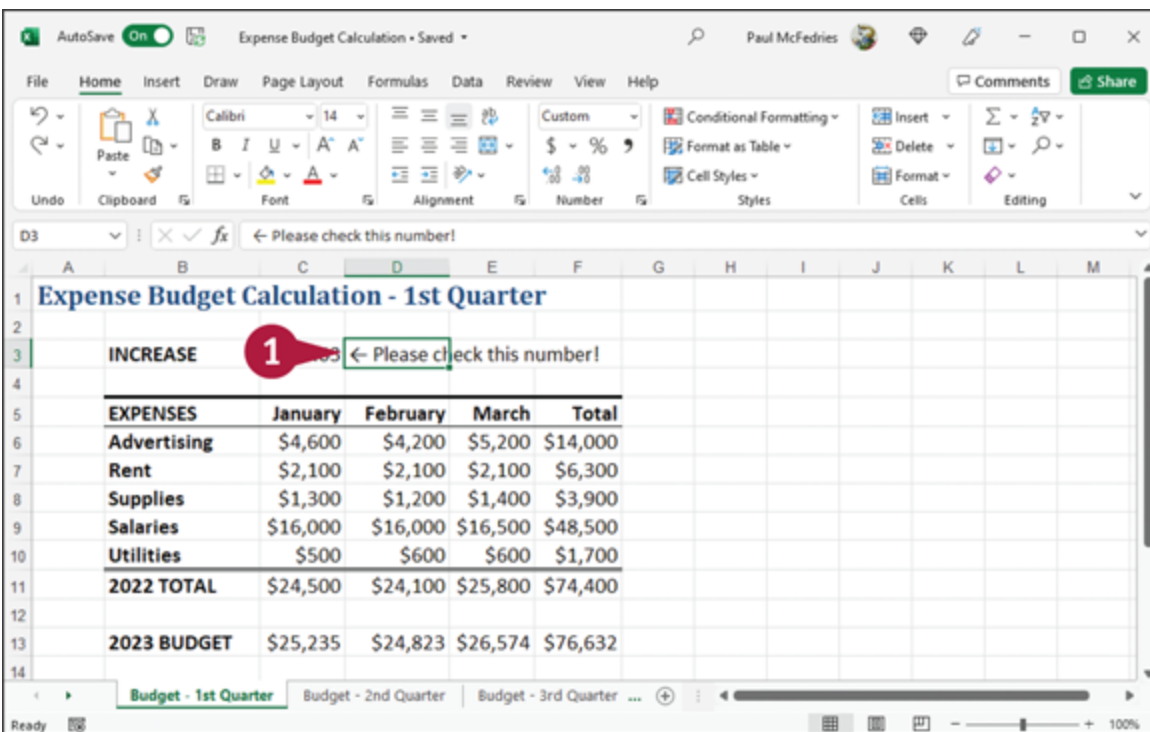 AutoSave On Expense Budget Calculation • Saved Paul McFedries
File Home Insert Draw Page Layout Formulas Data Review View Help Comments Share
Calibri 14 Custom Conditional Formatting Insert
Paste B I U A A $ % Format as Table Delete
A Cell Styles Format
Undo Clipboard Font Alignment Number Styles Cells Editing
D3 fx ← Please check this number!
A B C D E F G H I J K L M
1 Expense Budget Calculation - 1st Quarter
2
3 INCREASE 1 ← Please check this number!
4
5 EXPENSES January February March Total
6 Advertising $4,600 $4,200 $5,200 $14,000
7 Rent $2,100 $2,100 $2,100 $6,300
8 Supplies $1,300 $1,200 $1,400 $3,900
9 Salaries $16,000 $16,000 $16,500 $48,500
10 Utilities $500 $600 $600 $1,700
11 2022 TOTAL $24,500 $24,100 $25,800 $74,400
12
13 2023 BUDGET $25,235 $24,823 $26,574 $76,632
14
Budget - 1st Quarter Budget - 2nd Quarter Budget - 3rd Quarter ...
Ready 100%